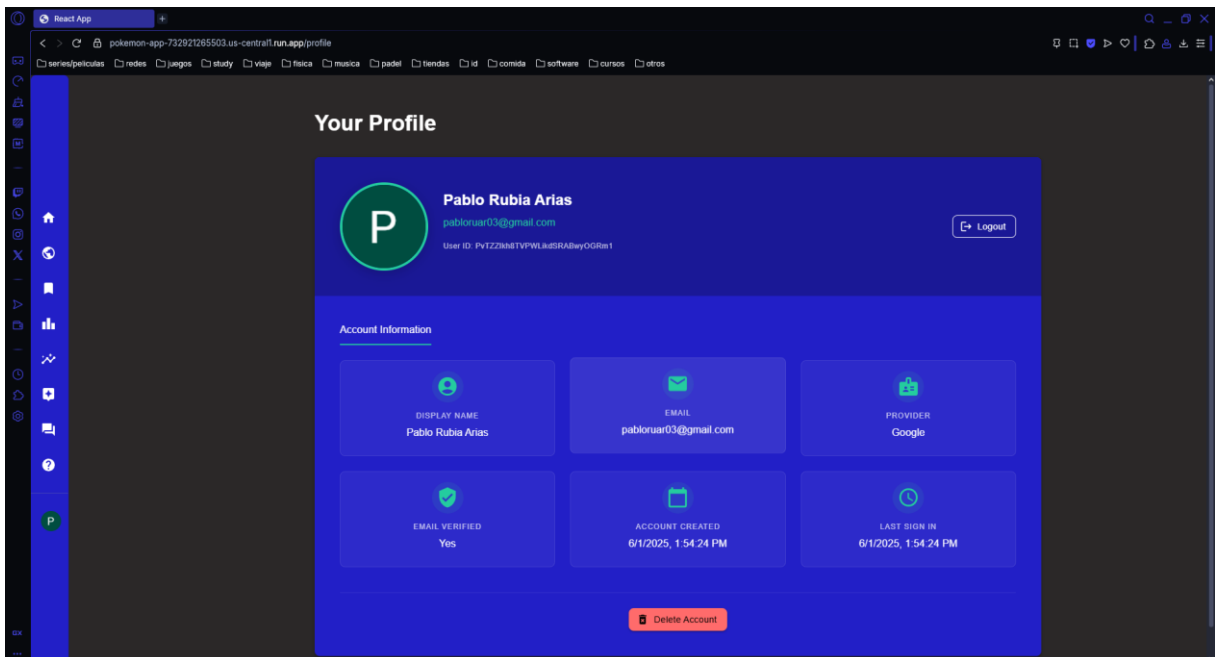 React App
pokemon-app-732921265503.us-central1.run.app/profile
series/peliculas redes juegos study viaje fisica musica padel tiendas id comida software cursos otros
Your Profile
P
Pablo Rubia Arias
pabloruar03@gmail.com
User ID:
Logout
Account Information
DISPLAY NAME
Pablo Rubia Arias
EMAIL
pabloruar03@gmail.com
PROVIDER
Google
EMAIL VERIFIED
Yes
ACCOUNT CREATED
6/1/2025, 1:54:24 PM
LAST SIGN IN
6/1/2025, 1:54:24 PM
P
Delete Account
GX